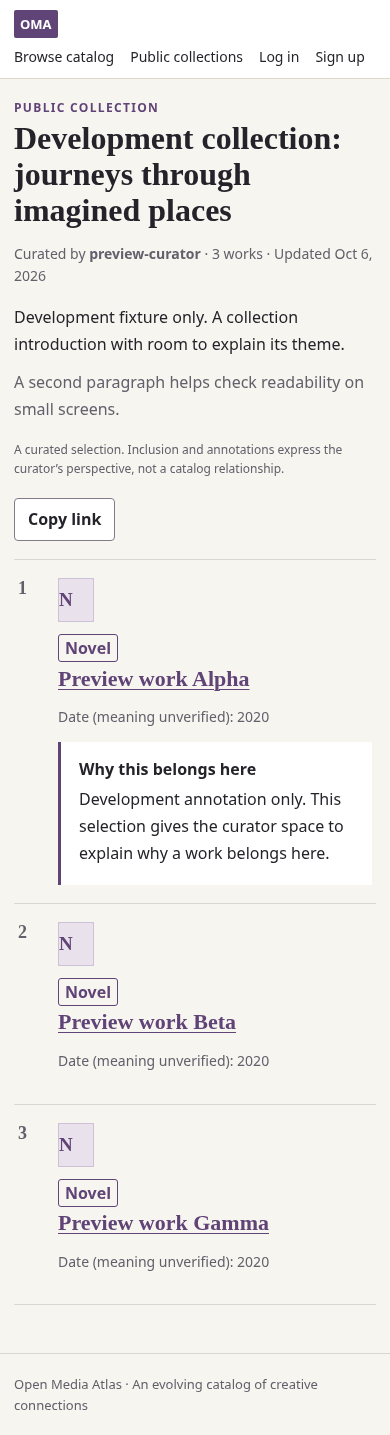 OMA
Browse catalog Public collections Log in Sign up
PUBLIC COLLECTION
Development collection:
journeys through
imagined places
Curated by preview-curator · 3 works · Updated Oct 6,
2026
Development fixture only. A collection
introduction with room to explain its theme.
A second paragraph helps check readability on
small screens.
A curated selection. Inclusion and annotations express the
curator’s perspective, not a catalog relationship.
Copy link
1
N
Novel
Preview work Alpha
Date (meaning unverified): 2020
Why this belongs here
Development annotation only. This
selection gives the curator space to
explain why a work belongs here.
2
N
Novel
Preview work Beta
Date (meaning unverified): 2020
3
N
Novel
Preview work Gamma
Date (meaning unverified): 2020
Open Media Atlas · An evolving catalog of creative
connections